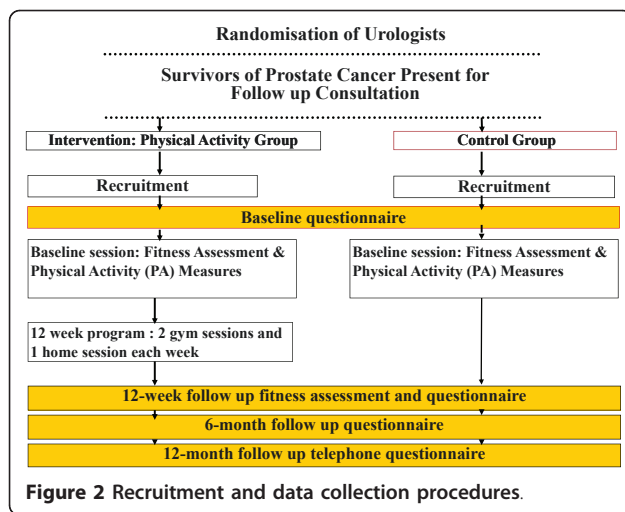 Randomisation of Urologists
Survivors of Prostate Cancer Present for
Follow up Consultation
Intervention: Physical Activity Group
Control Group
Recruitment
Recruitment
Baseline questionnaire
Baseline session: Fitness Assessment &
Physical Activity (PA) Measures
Baseline session: Fitness Assessment &
Physical Activity (PA) Measures
12 week program : 2 gym sessions and
1 home session each week
12-week follow up fitness assessment and questionnaire
6-month follow up questionnaire
12-month follow up telephone questionnaire
Figure 2 Recruitment and data collection procedures.